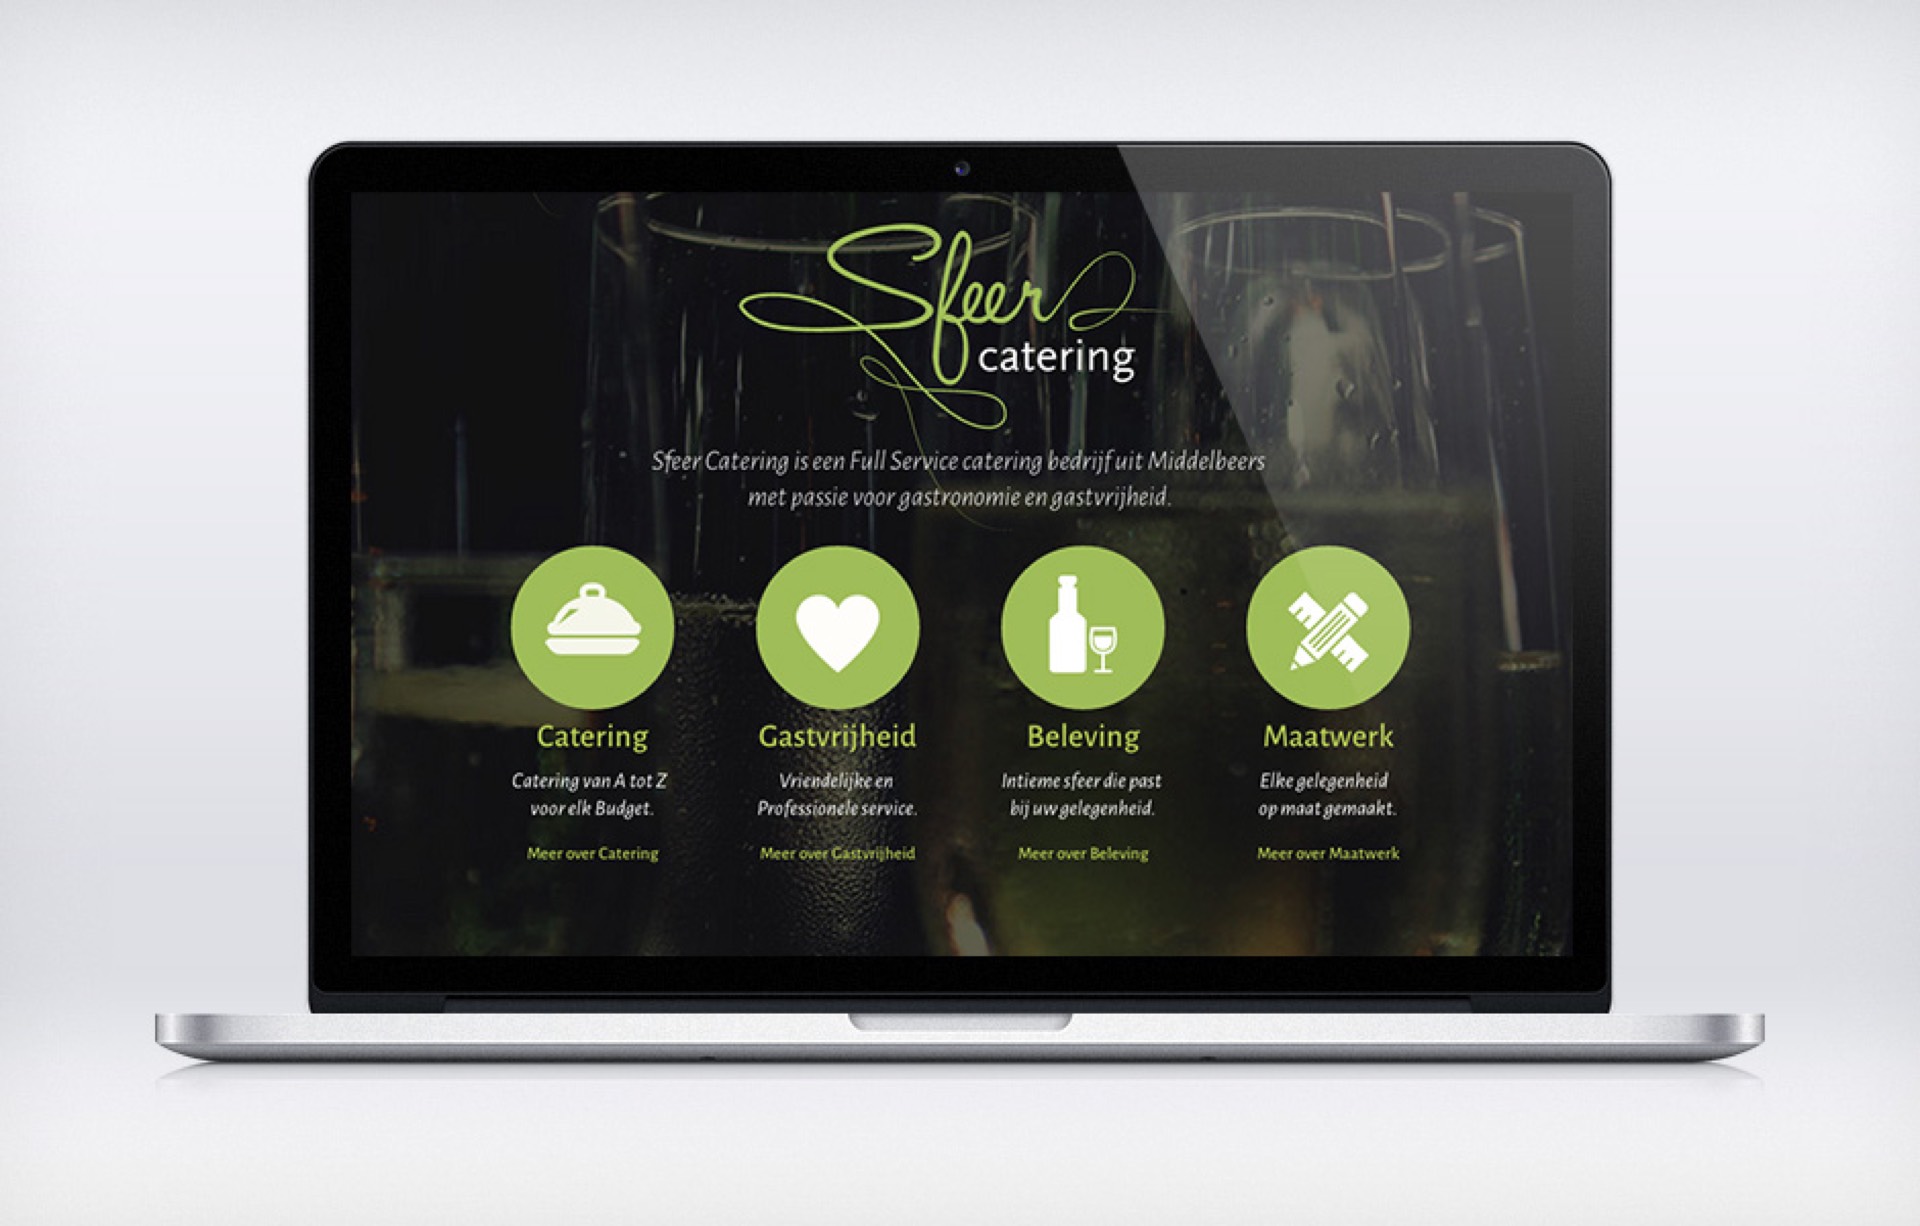 Sfeer
catering
Sfeer Catering is een Full Service catering bedrijf uit Middelbeers
met passie voor gastronomie en gastvrijheid.
Catering
Catering van A tot Z
voor elk Budget.
Meer over Catering
Gastvrijheid
Vriendelijke en
Professionele service.
Meer over Gastvrijheid
Beleving
Intieme sfeer die past
bij uw gelegenheid.
Meer over Beleving
Maatwerk
Elke gelegenheid
op maat gemaakt.
Meer over Maatwerk